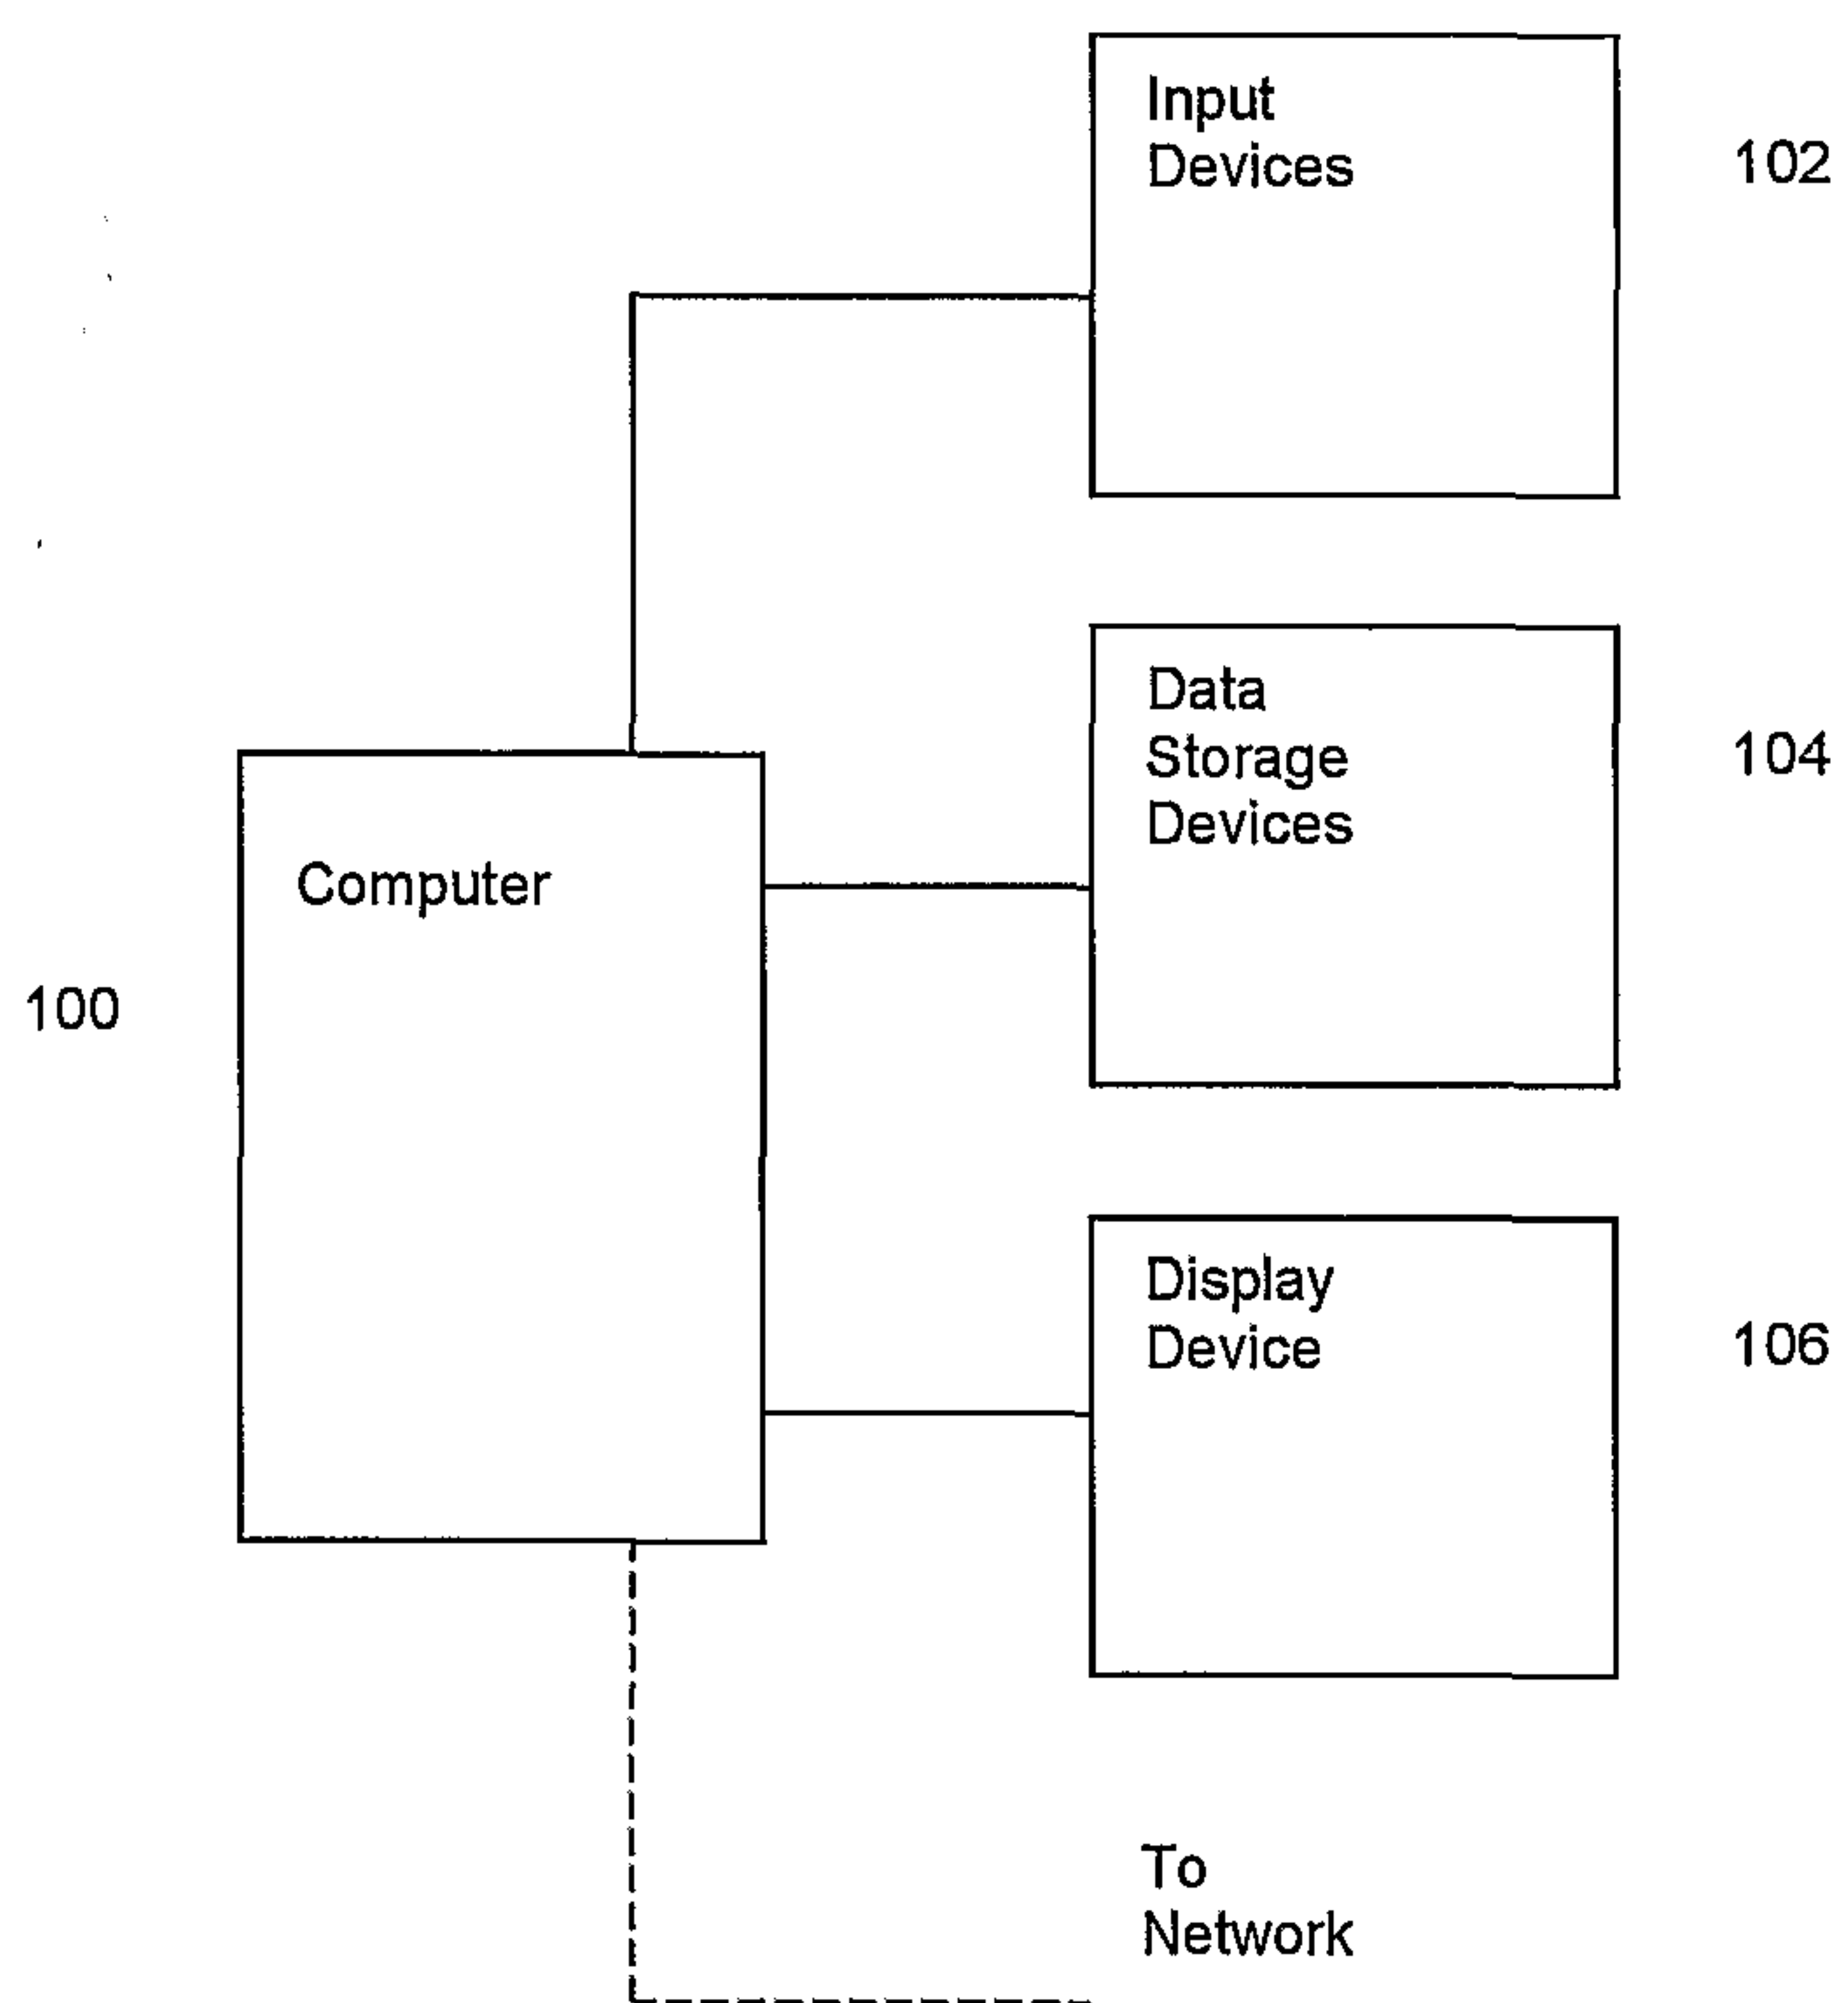 Input
Devices
102
Data
Storage
Devices
104
Computer
100
Display
Device
106
To
Network